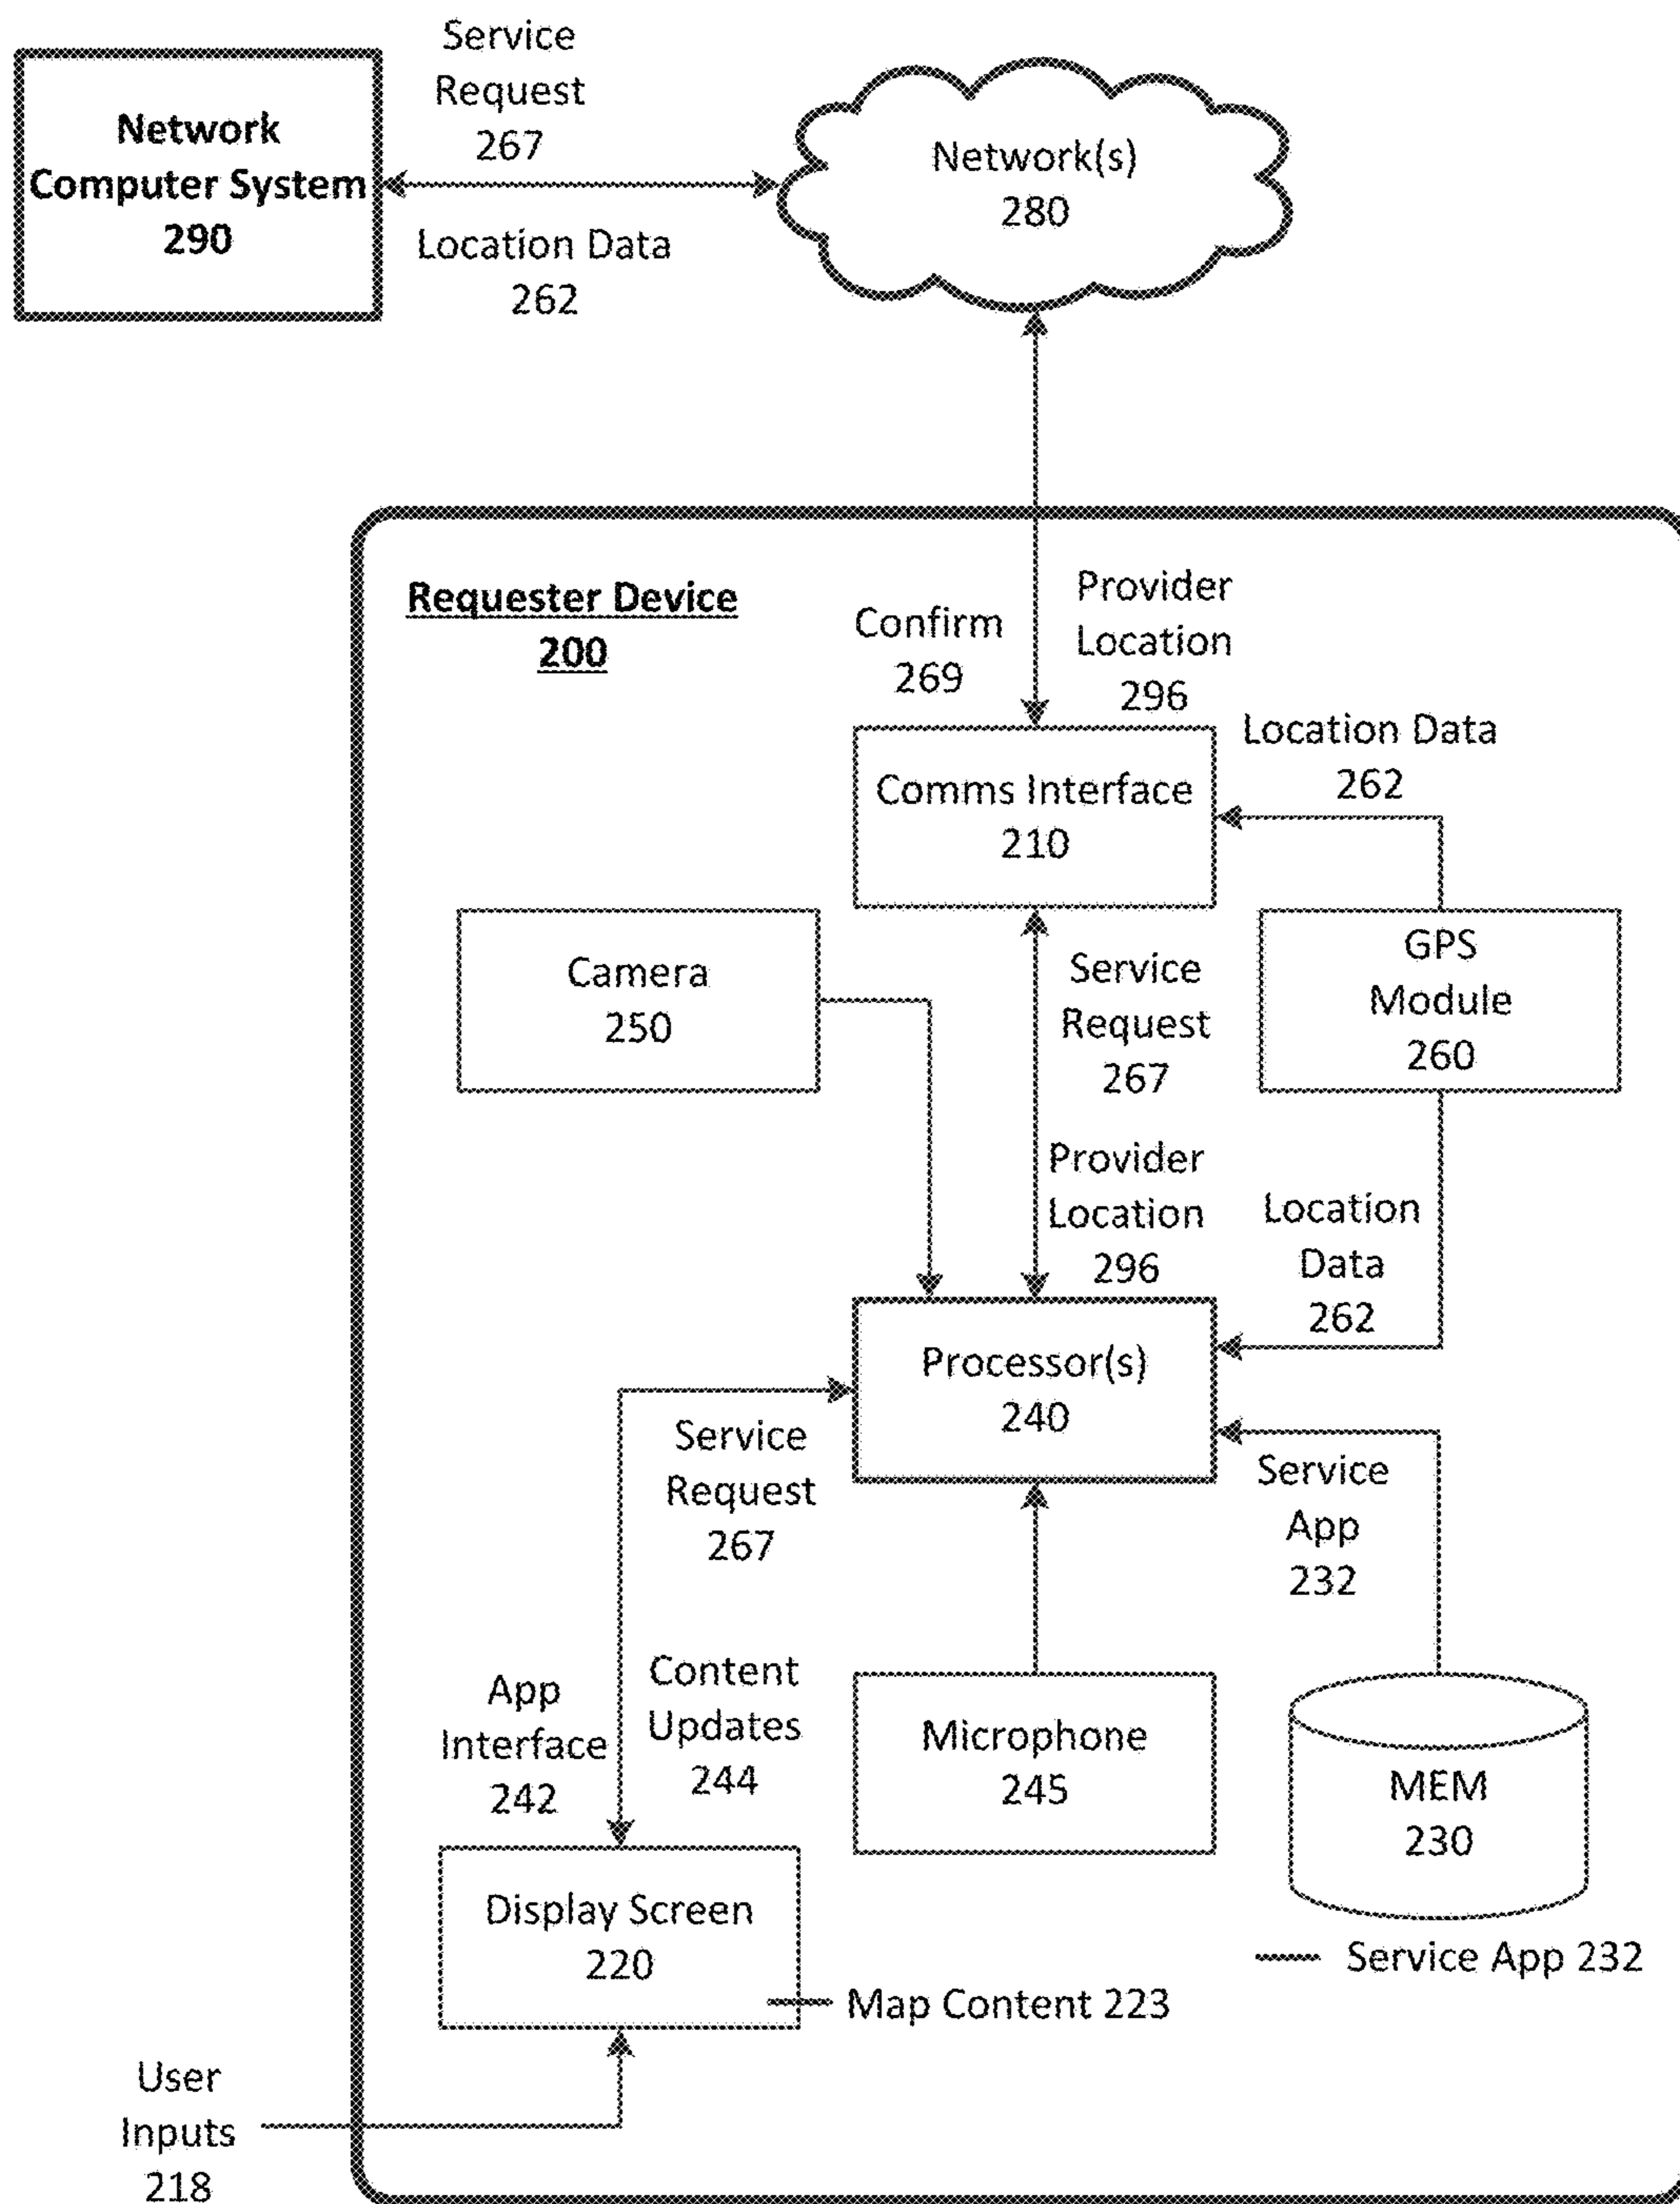 Service
Request
267
Network
Computer System
290
Location Data
262
Network(s)
280
Requester Device
200
Confirm
269
Provider
Location
296
Location Data
262
Comms Interface
210
Camera
250
Service
Request
267
GPS
Module
260
Provider
Location
296
Location
Data
262
Processor(s)
240
Service
Request
267
Service
App
232
App
Interface
242
Content
Updates
244
Microphone
245
MEM
230
Display Screen
220
Service App 232
Map Content 223
User
Inputs
218